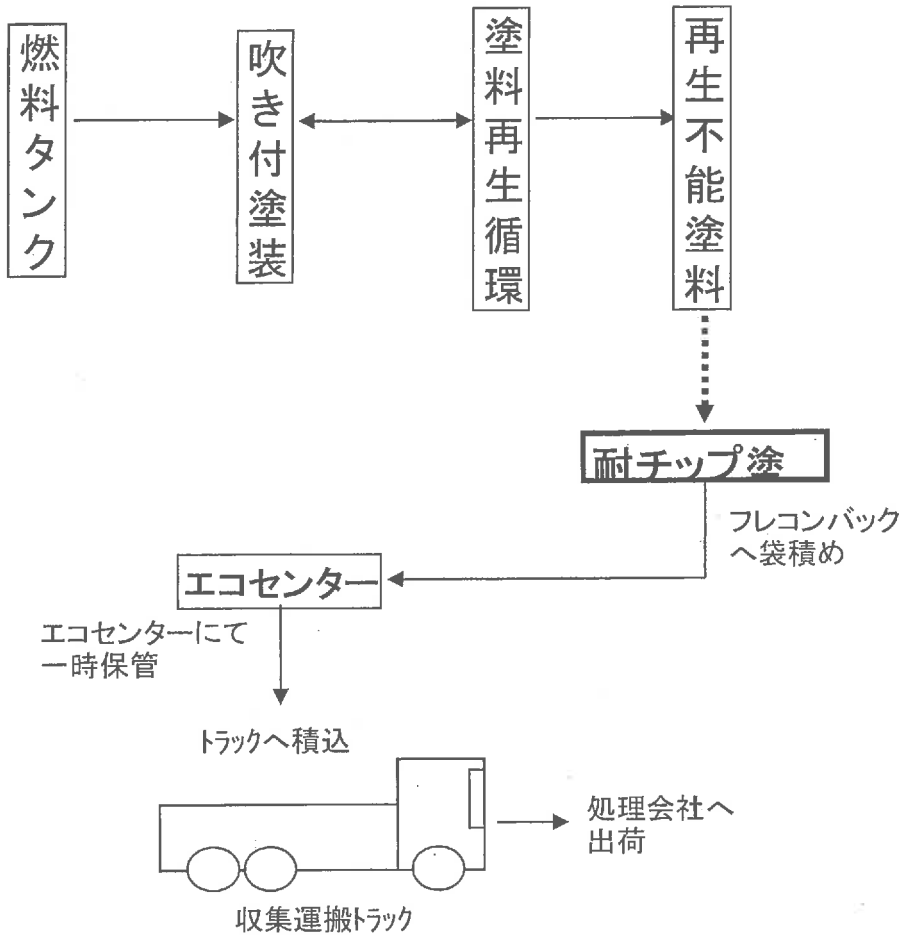 燃料タンク
吹き付塗装
塗料再生循環
再生不能塗料
耐チップ塗
フレコンバック
へ袋積め
エコセンター
エコセンターにて
一時保管
トラックへ積込
処理会社へ
出荷
収集運搬トラック